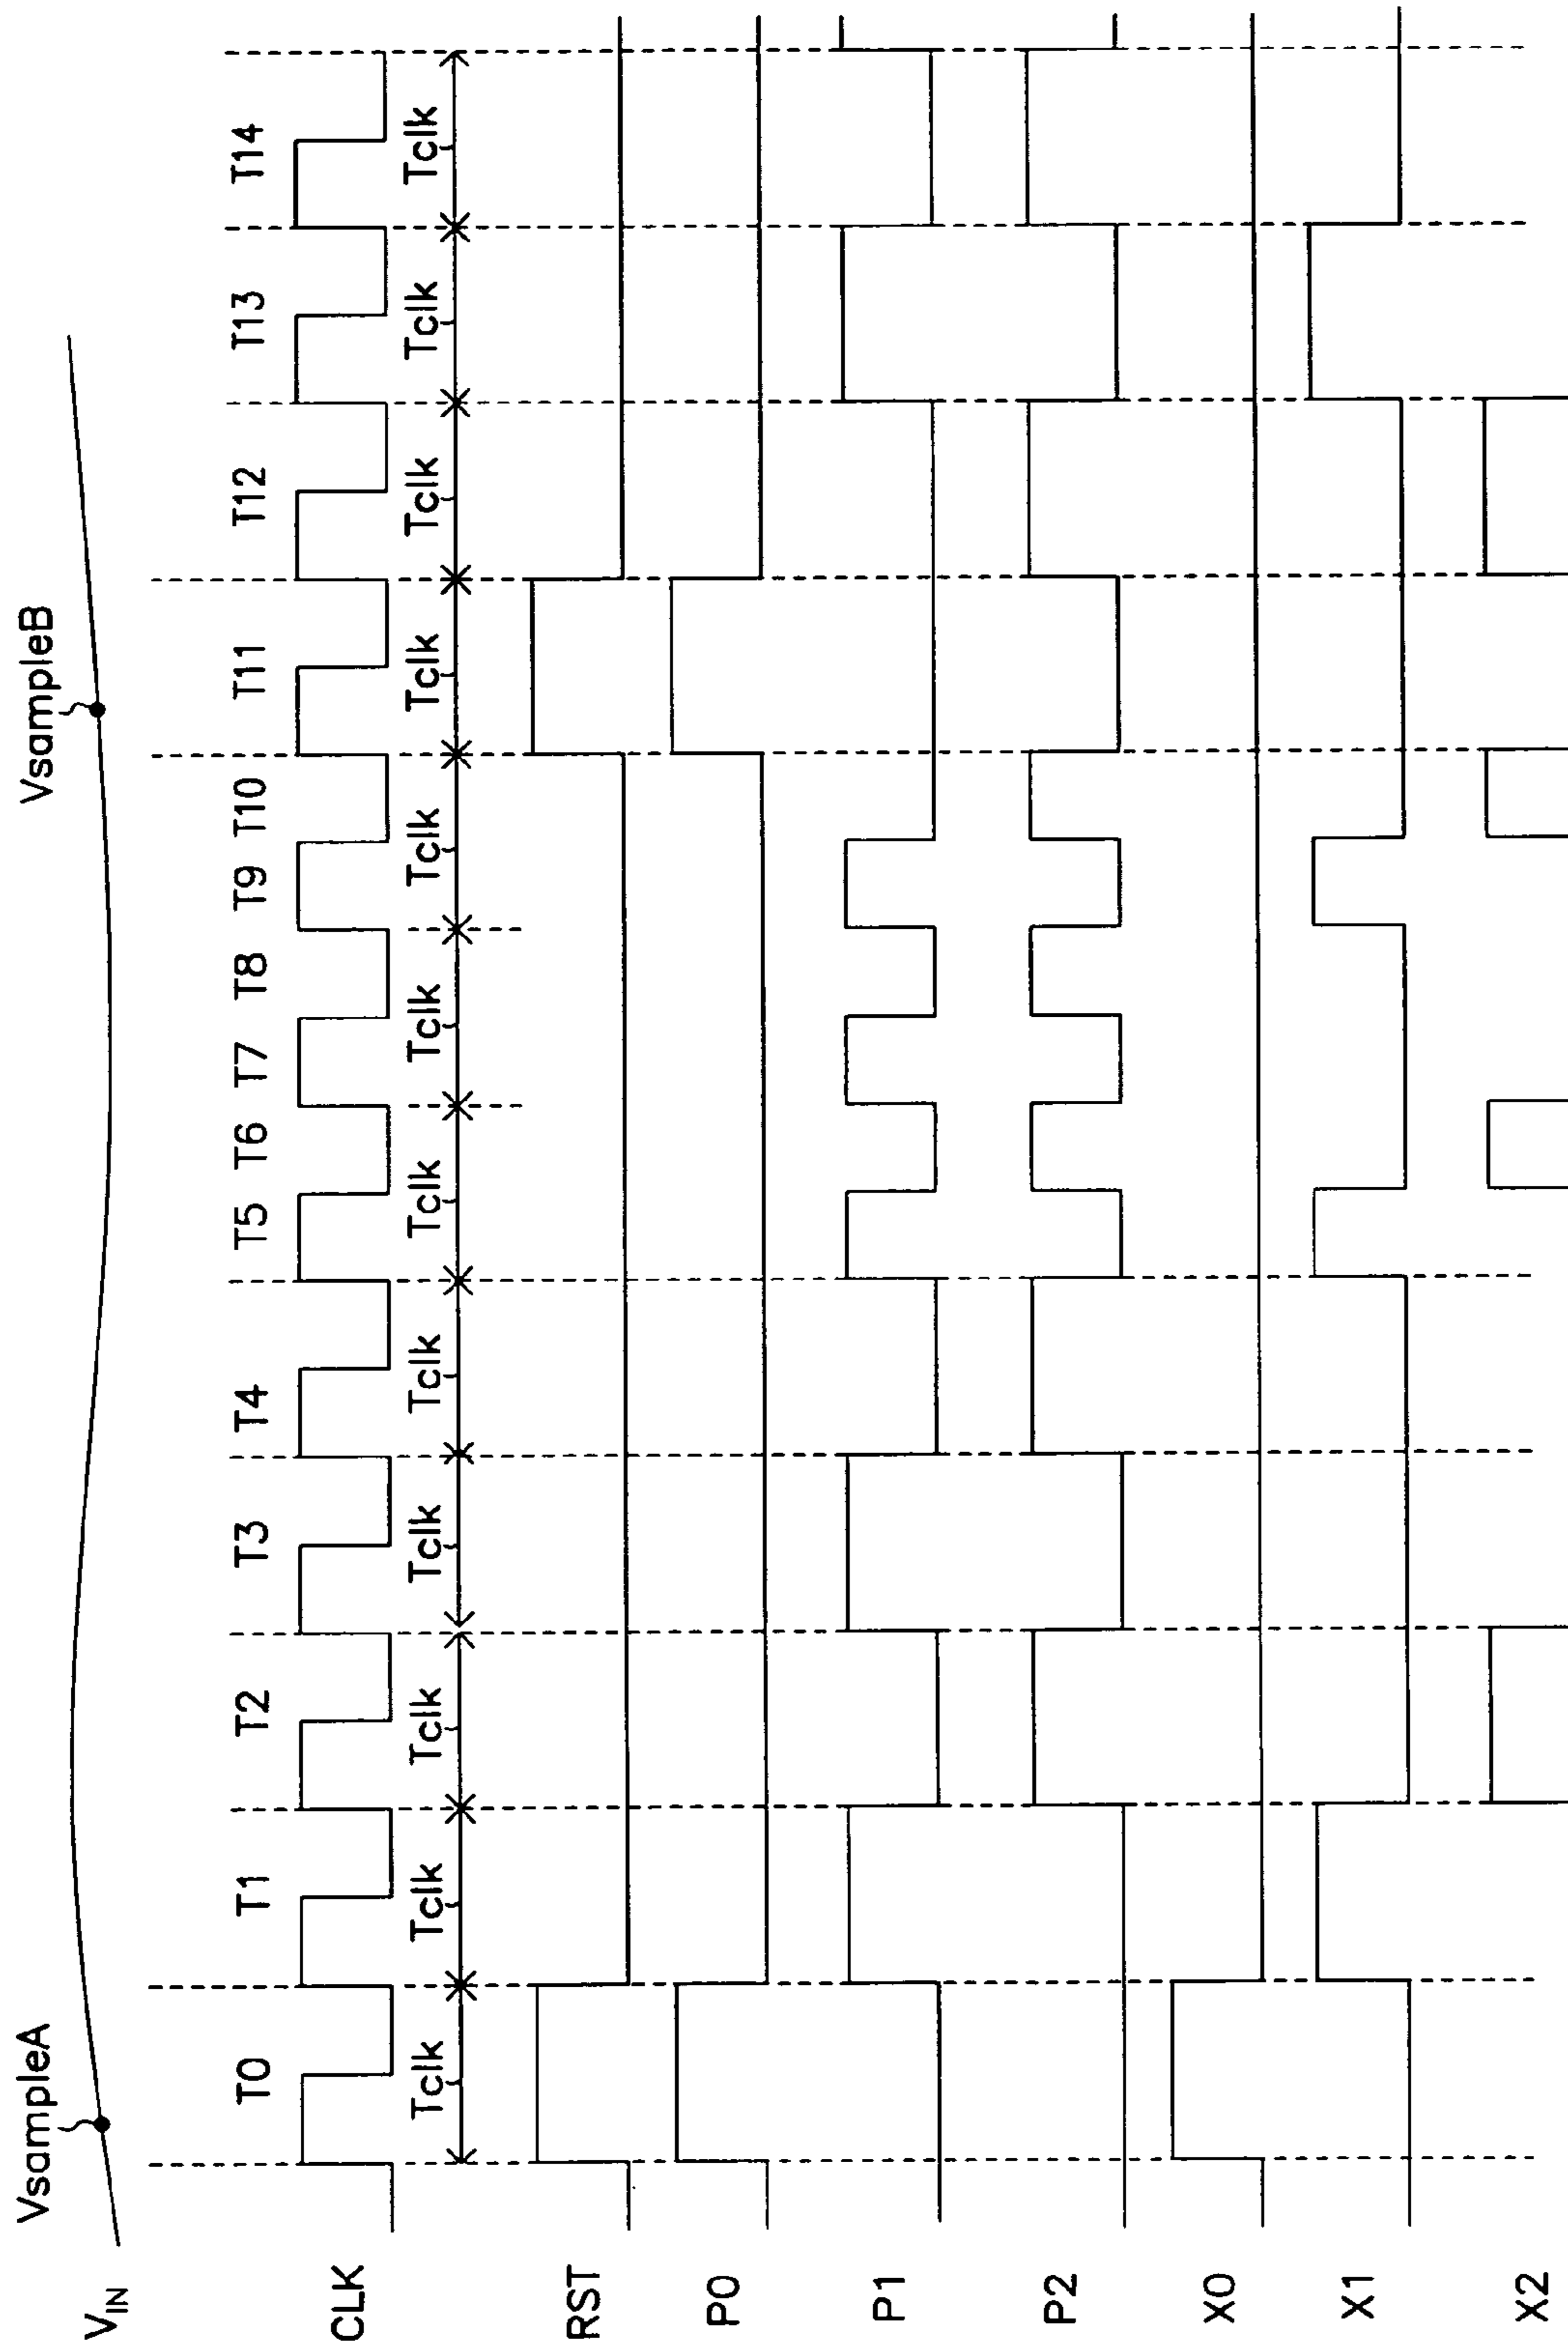 VsampleA VsampleB
VIN
T0 T1 T2 T3 T4 T5 T6 T7 T8 T9 T10 T11 T12 T13 T14
CLK
Tclk Tclk Tclk Tclk Tclk Tclk Tclk Tclk Tclk Tclk Tclk Tclk
RST
P0
P1
P2
X0
X1
X2